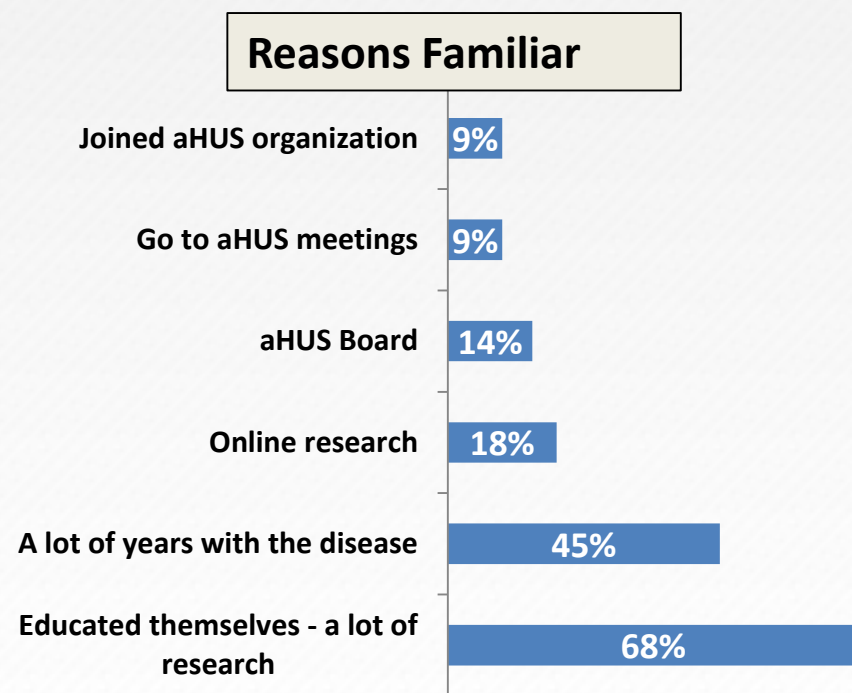 Reasons Familiar
Joined aHUS organization 9%
Go to aHUS meetings 9%
aHUS Board 14%
Online research 18%
A lot of years with the disease 45%
Educated themselves - a lot of
research 68%